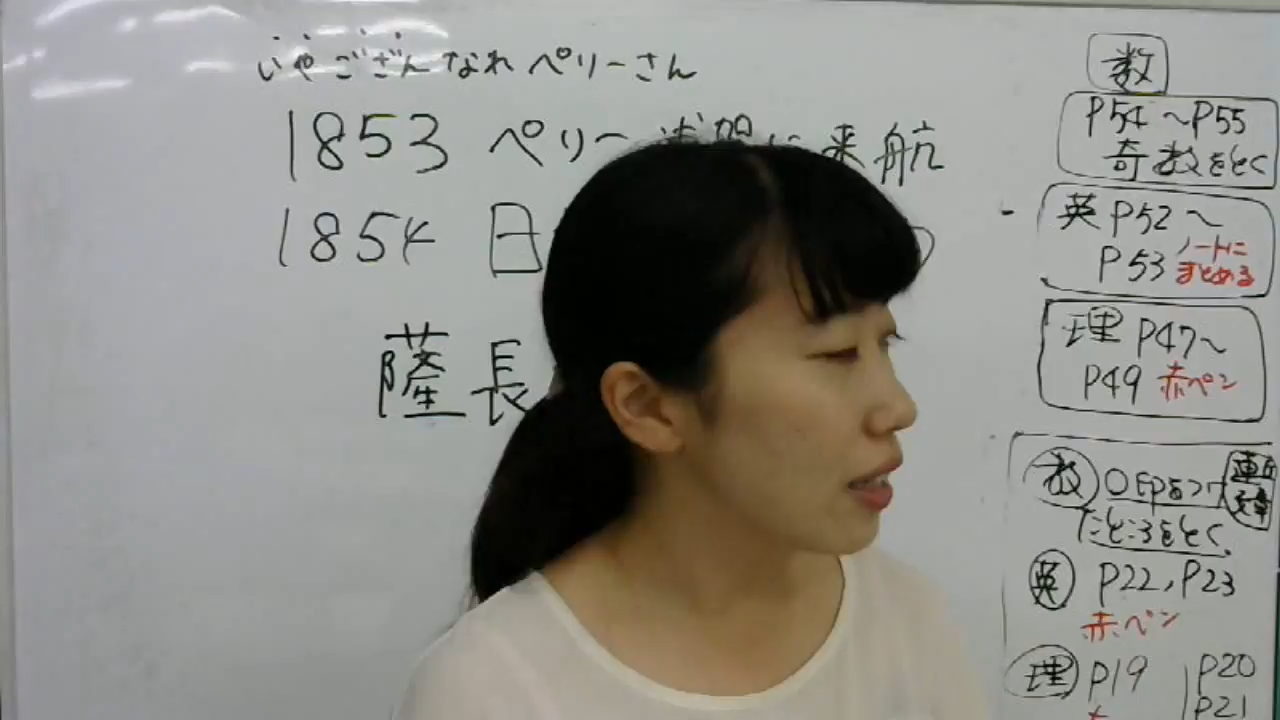 いやござんなれペリーさん
1853 ペリー浦賀に来航
1854 日
薩長
数
P54～P55
奇数をとく
英 P52～
P53 ノートに
まとめる
理 P47～
P49 赤ペン
数 ○印をつけ
たところをとく
英 P22,P23
赤ペン
理 P19 P20
P21